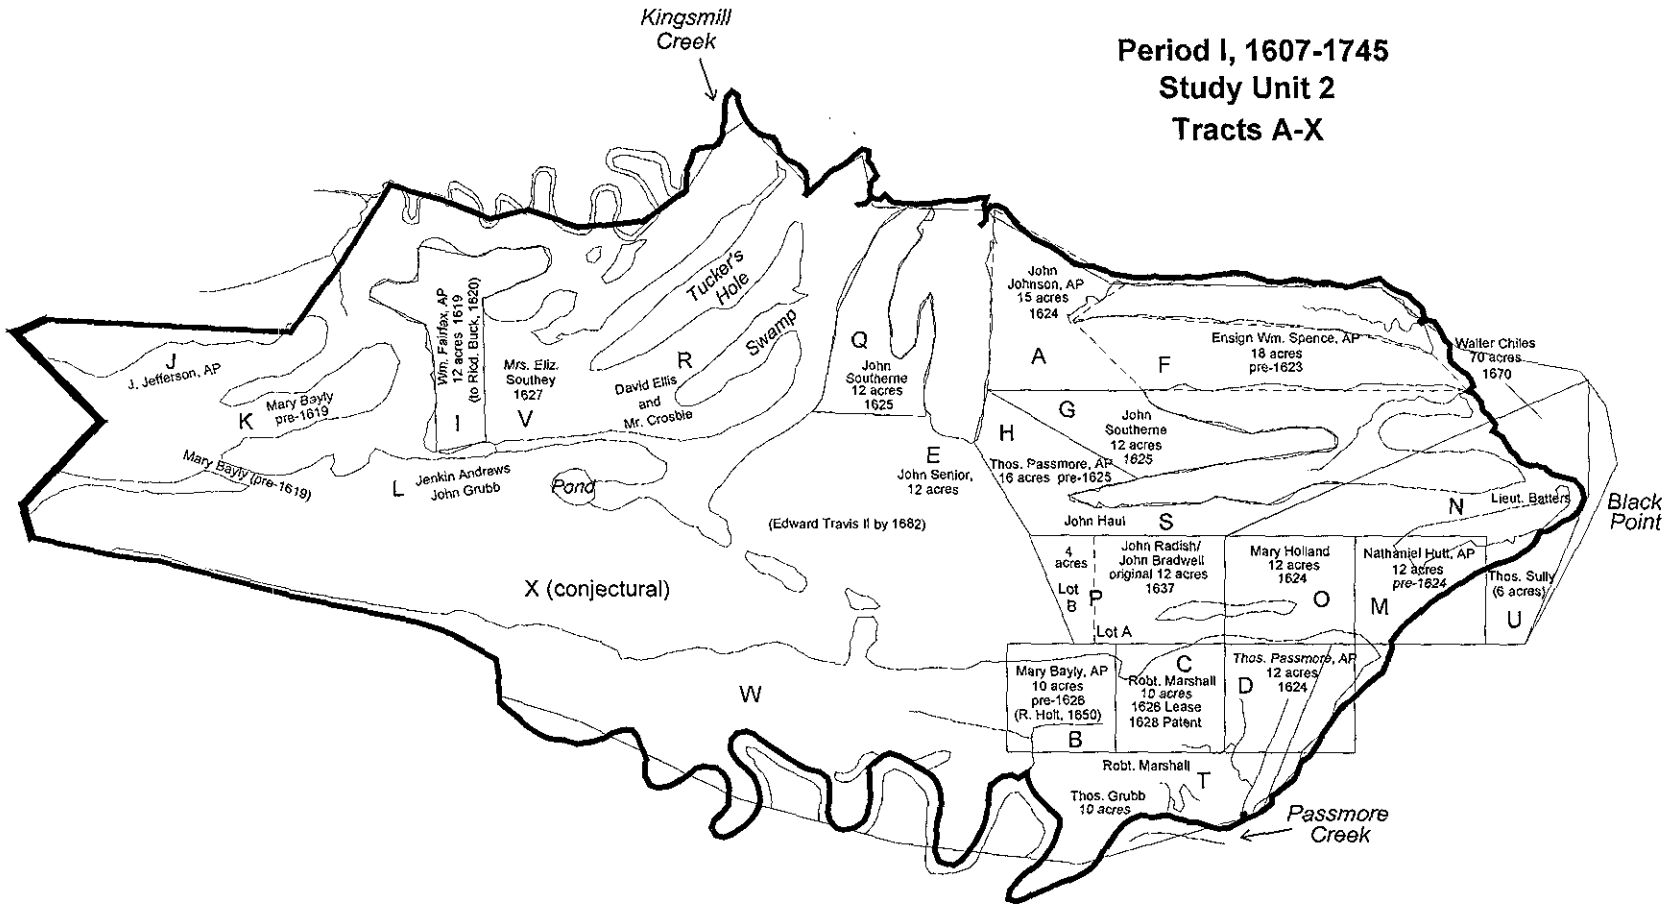 Kingsmill
Creek
Period I, 1607-1745
Study Unit 2
Tracts A-X
J
J. Jefferson, AP
K
Mary Bayly
pre-1619
Mary Bayly (pre-1619)
Wm. Fairfax, AP
12 acres 1619
(to Riod. Buck, 1620)
I
Mrs. Eliz.
Southey
1627
V
L
Jenkin Andrews
John Grubb
Pond
Tucker's
Hole
R
Swamp
David Ellis
and
Mr. Crosbie
Q
John
Southerne
12 acres
1625
John
Johnson, AP
15 acres
1624
A
Ensign Wm. Spence, AP
18 acres
pre-1623
F
Walter Chiles
70 acres
1670
G
John
Southerne
12 acres
1625
H
Thos. Passmore, AP
16 acres pre-1625
E
John Senior,
12 acres
N
Lieut. Batters
Black
Point
John Haul
S
(Edward Travis II by 1682)
X (conjectural)
4
acres
Lot
B
P
John Radish/
John Bradwell
original 12 acres
1637
Lot A
Mary Holland
12 acres
1624
O
Nathaniel Hutt, AP
12 acres
pre-1624
M
Thos. Sully
(6 acres)
U
W
Mary Bayly, AP
10 acres
pre-1626
(R. Holt, 1650)
B
C
Robt. Marshall
10 acres
1626 Lease
1628 Patent
Thos. Passmore, AP
12 acres
1624
D
Robt. Marshall
T
Thos. Grubb
10 acres
Passmore
Creek